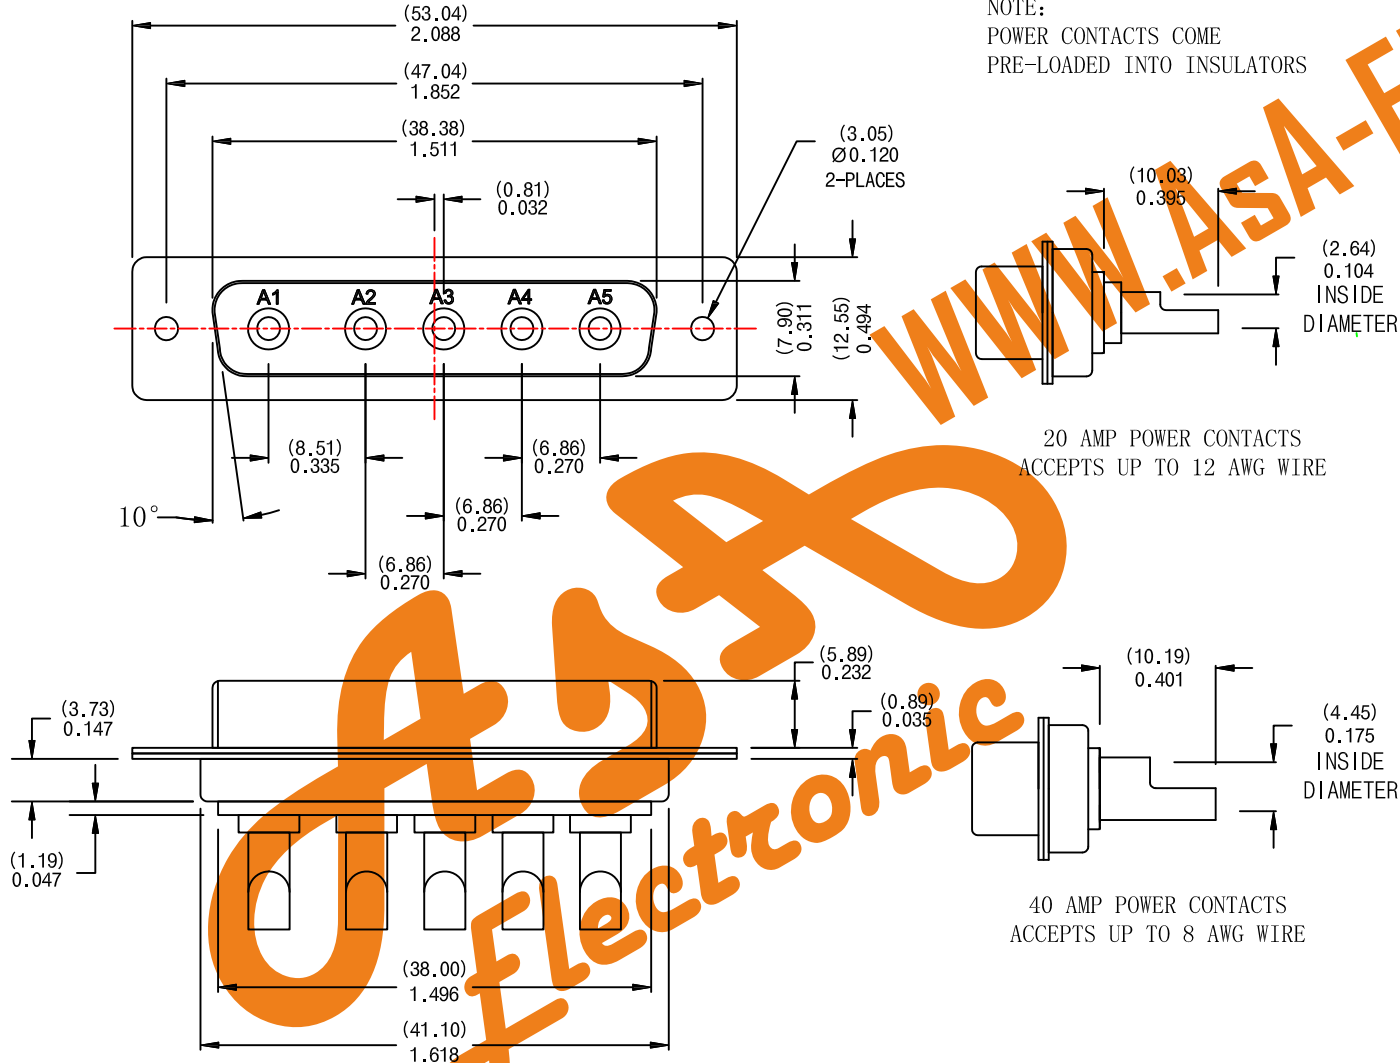 (53.04)
2.088
(47.04)
1.852
(38.38)
1.511
(0.81)
0.032
(3.05)
Ø0.120
2-PLACES
NOTE:
POWER CONTACTS COME
PRE-LOADED INTO INSULATORS
WWW.AsA-
A1 A2 A3 A4 A5
(7.90)
0.311
(12.55)
0.494
(8.51)
0.335
(6.86)
0.270
(6.86)
0.270
(6.86)
0.270
10°
(10.03)
0.395
(2.64)
0.104
INSIDE
DIAMETER
20 AMP POWER CONTACTS
ACCEPTS UP TO 12 AWG WIRE
(5.89)
0.232
(0.89)
0.035
(3.73)
0.147
(1.19)
0.047
(38.00)
1.496
(41.10)
1.618
Electronic
(10.19)
0.401
(4.45)
0.175
INSIDE
DIAMETER
40 AMP POWER CONTACTS
ACCEPTS UP TO 8 AWG WIRE